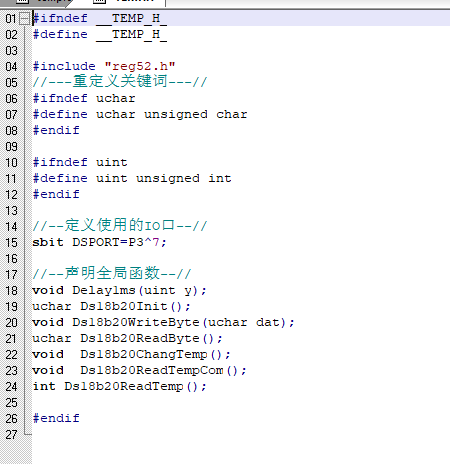 01 #ifndef __TEMP_H_
02 #define __TEMP_H_
03
04 #include "reg52.h"
05 //---重定义关键词---//
06 #ifndef uchar
07 #define uchar unsigned char
08 #endif
09
10 #ifndef uint
11 #define uint unsigned int
12 #endif
13
14 //--定义使用的IO口--//
15 sbit DSPORT=P3^7;
16
17 //--声明全局函数--//
18 void Delay1ms(uint y);
19 uchar Ds18b20Init();
20 void Ds18b20WriteByte(uchar dat);
21 uchar Ds18b20ReadByte();
22 void  Ds18b20ChangTemp();
23 void  Ds18b20ReadTempCom();
24 int Ds18b20ReadTemp();
25
26 #endif
27